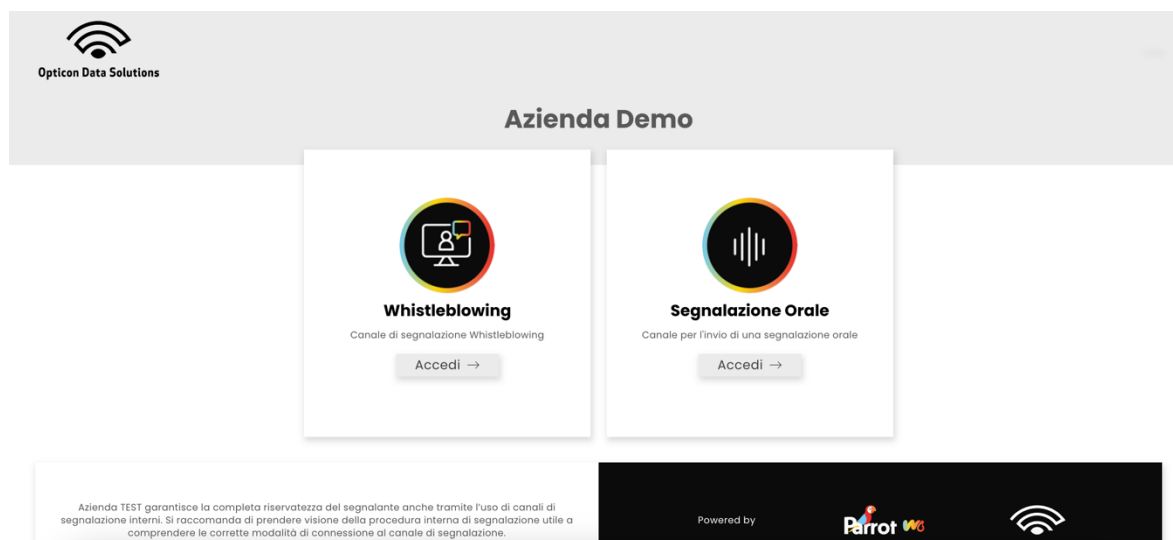 Opticon Data Solutions
Azienda Demo
Whistleblowing
Canale di segnalazione Whistleblowing
Accedi →
Segnalazione Orale
Canale per l'invio di una segnalazione orale
Accedi →
Azienda TEST garantisce la completa riservatezza del segnalante anche tramite l'uso di canali di
segnalazione interni. Si raccomanda di prendere visione della procedura interna di segnalazione utile a
comprendere le corrette modalità di connessione al canale di segnalazione.
Powered by
Parrot WB